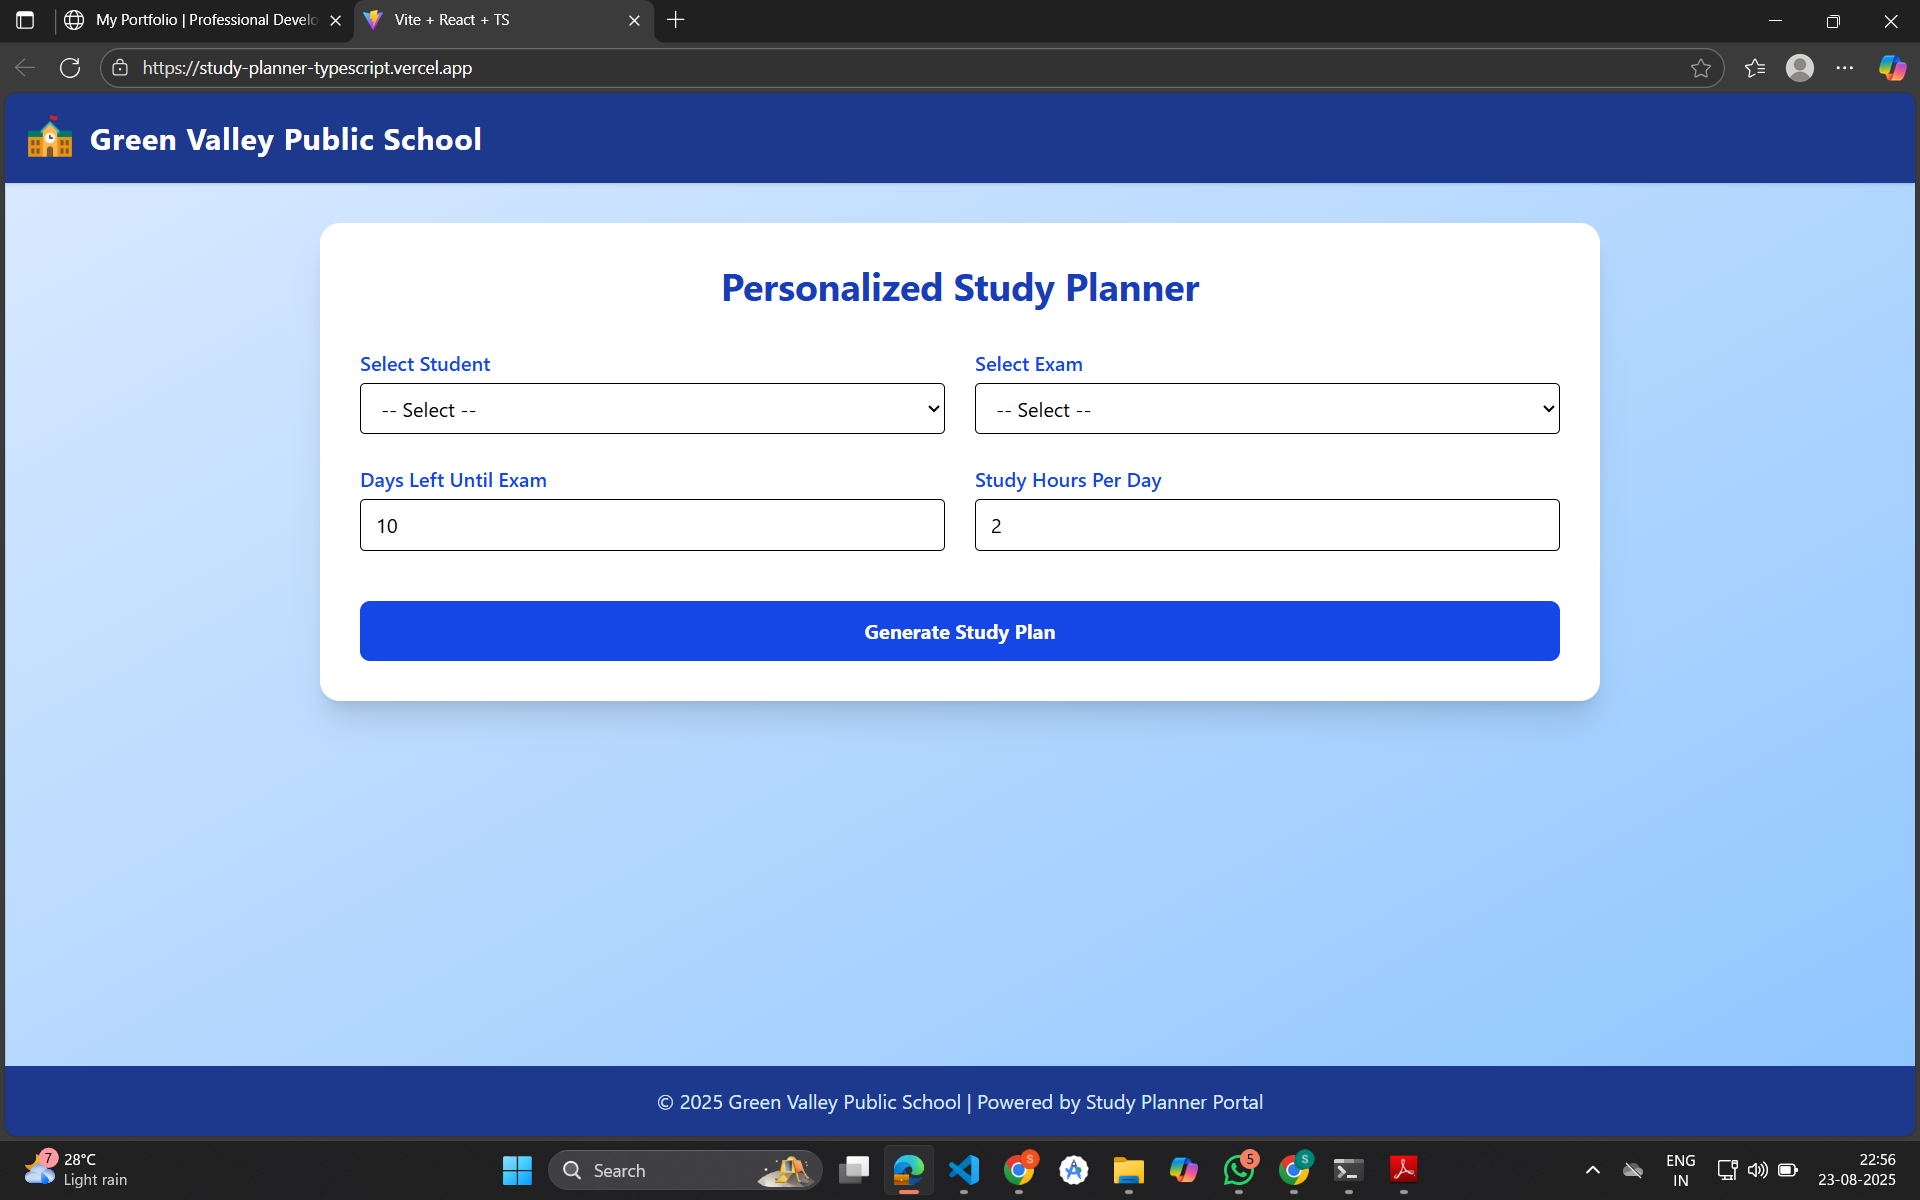 My Portfolio | Professional Develo
Vite + React + TS
https://study-planner-typescript.vercel.app
Green Valley Public School
Personalized Study Planner
Select Student
Select Exam
-- Select --
-- Select --
Days Left Until Exam
Study Hours Per Day
10
2
Generate Study Plan
© 2025 Green Valley Public School | Powered by Study Planner Portal
7
28°C
Light rain
Search
S
5
S
ENG
IN
22:56
23-08-2025